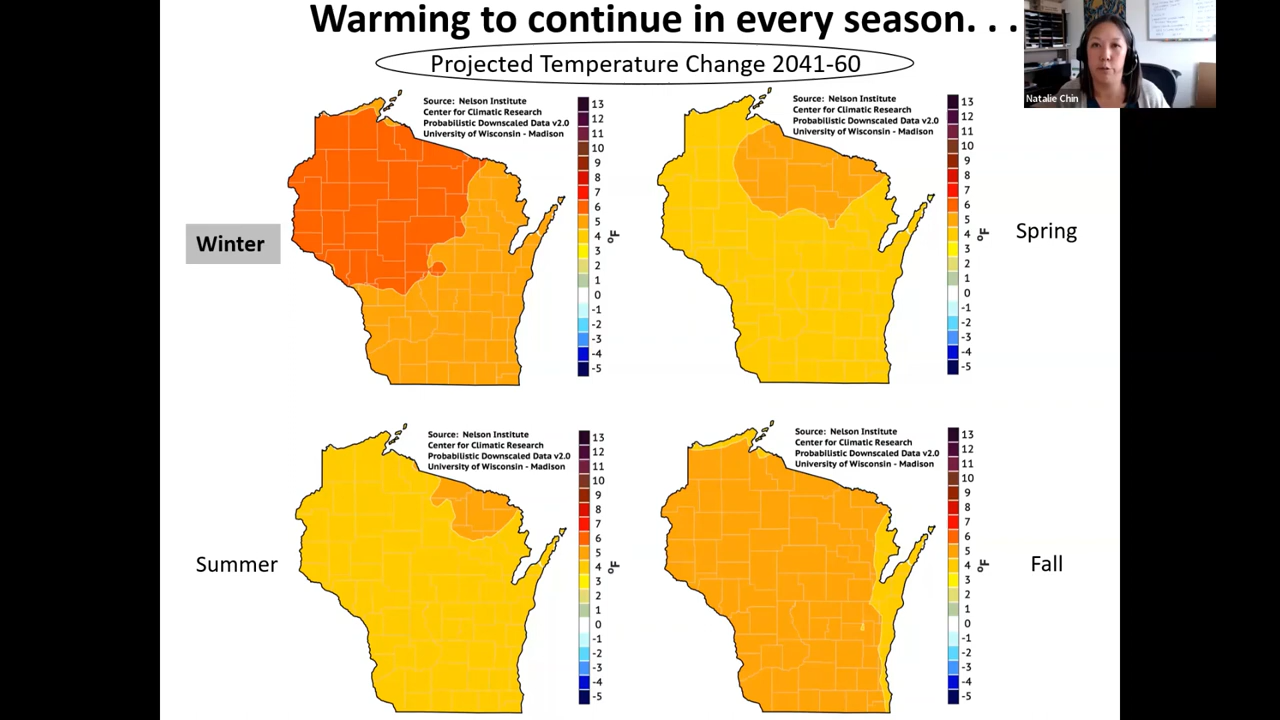 Warming to continue in every season. . .
Projected Temperature Change 2041-60
Natalie Chin
Source: Nelson Institute
Center for Climatic Research
Probabilistic Downscaled Data v2.0
University of Wisconsin - Madison
13
12
11
10
9
8
7
6
5
4
3
2
1
0
-1
-2
-3
-4
-5
°F
Winter
Source: Nelson Institute
Center for Climatic Research
Probabilistic Downscaled Data v2.0
University of Wisconsin - Madison
13
12
11
10
9
8
7
6
5
4
3
2
1
0
-1
-2
-3
-4
-5
°F
Spring
Source: Nelson Institute
Center for Climatic Research
Probabilistic Downscaled Data v2.0
University of Wisconsin - Madison
13
12
11
10
9
8
7
6
5
4
3
2
1
0
-1
-2
-3
-4
-5
°F
Summer
Source: Nelson Institute
Center for Climatic Research
Probabilistic Downscaled Data v2.0
University of Wisconsin - Madison
13
12
11
10
9
8
7
6
5
4
3
2
1
0
-1
-2
-3
-4
-5
°F
Fall